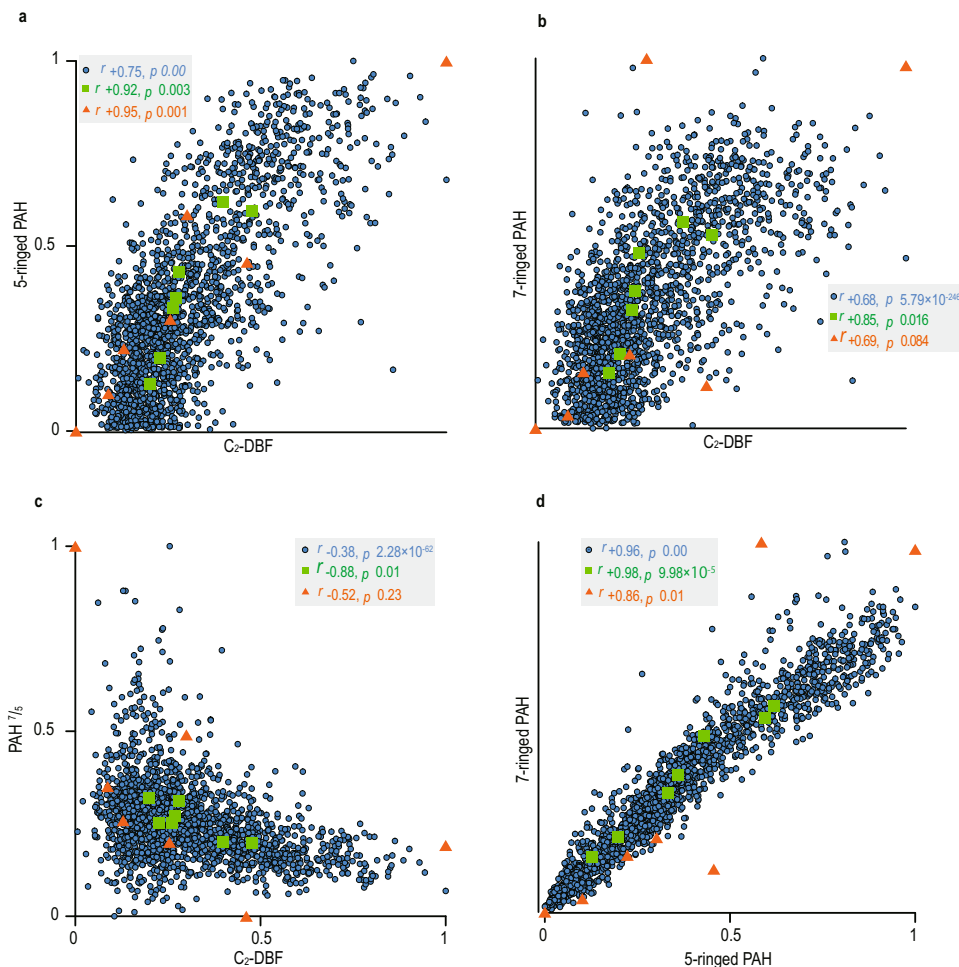 a
1
r +0.75, p 0.00
r +0.92, p 0.003
r +0.95, p 0.001
5-ringed PAH
0.5
0
C₂-DBF
b
7-ringed PAH
r +0.68, p 5.79×10⁻²⁴⁶
r +0.85, p 0.016
r +0.69, p 0.084
C₂-DBF
c
1
r -0.38, p 2.28×10⁻⁶²
r -0.88, p 0.01
r -0.52, p 0.23
PAH ⁷/₅
0.5
0
0 0.5 1
C₂-DBF
d
r +0.96, p 0.00
r +0.98, p 9.98×10⁻⁵
r +0.86, p 0.01
7-ringed PAH
0 0.5 1
5-ringed PAH